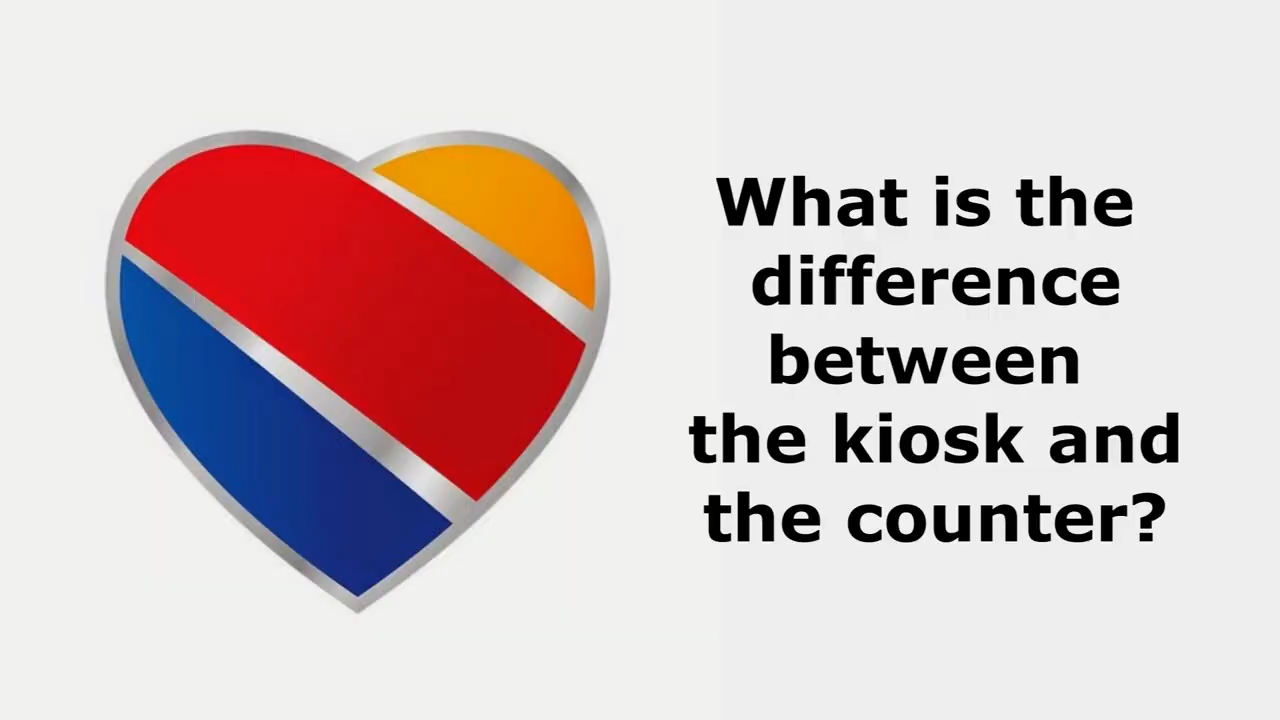 What is the
difference
between
the kiosk and
the counter?